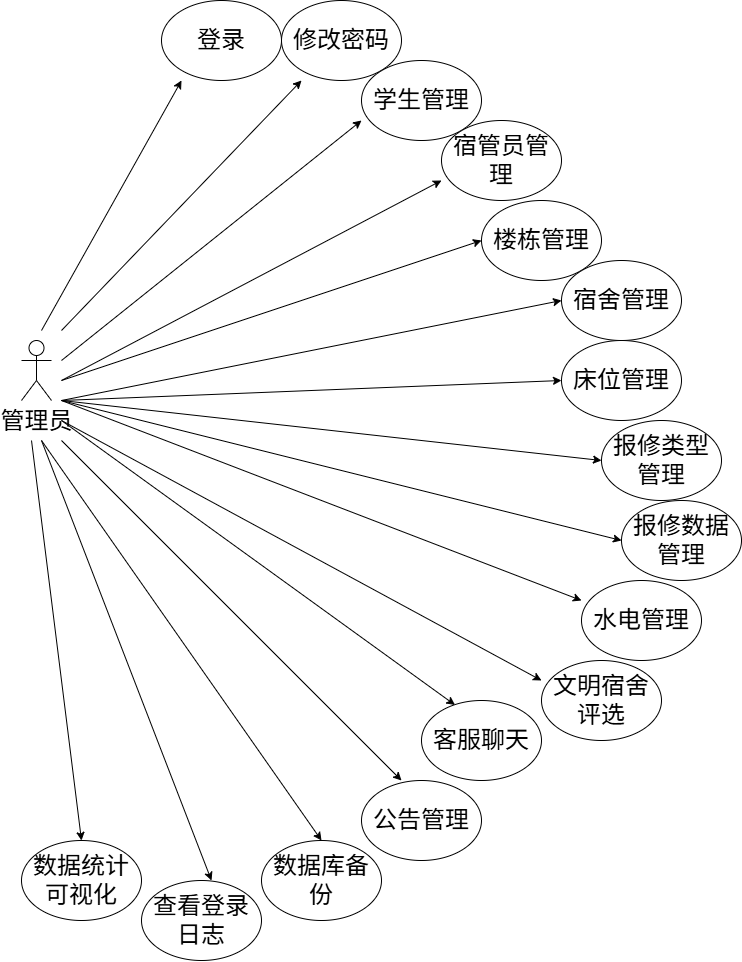 登录
修改密码
学生管理
宿管员管
理
楼栋管理
宿舍管理
床位管理
管理员
报修类型
管理
报修数据
管理
水电管理
文明宿舍
评选
客服聊天
公告管理
数据库备
份
查看登录
日志
数据统计
可视化